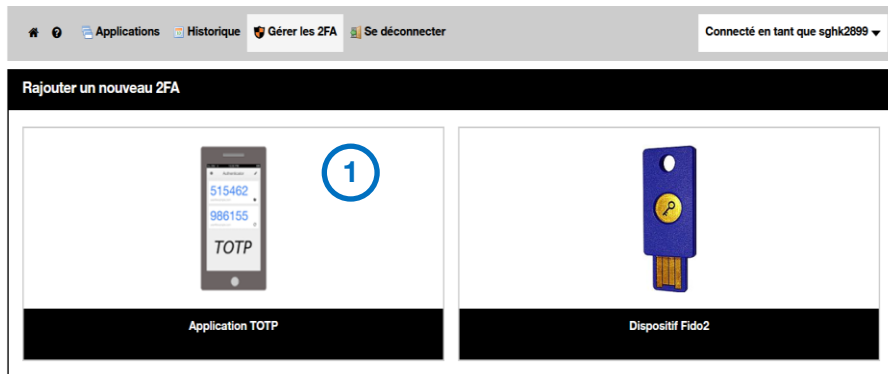 Applications Historique Gérer les 2FA Se déconnecter Connecté en tant que sghk2899
Rajouter un nouveau 2FA
1
515462
986155
TOTP
Application TOTP Dispositif Fido2